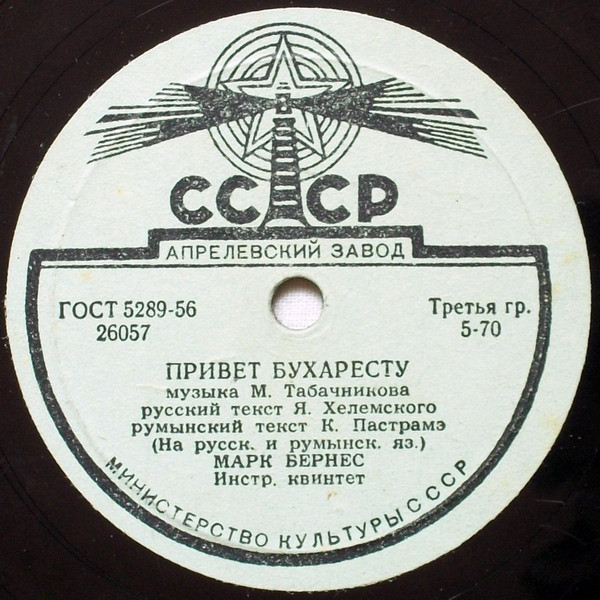 СССР
АПРЕЛЕВСКИЙ ЗАВОД
ГОСТ 5289-56
26057
Третья гр.
5-70
ПРИВЕТ БУХАРЕСТУ
музыка М. Табачникова
русский текст Я. Хелемского
румынский текст К. Пастрамэ
(На русск. и румынск. яз.)
МАРК БЕРНЕС
Инстр. квинтет
МИНИСТЕРСТВО КУЛЬТУРЫ СССР